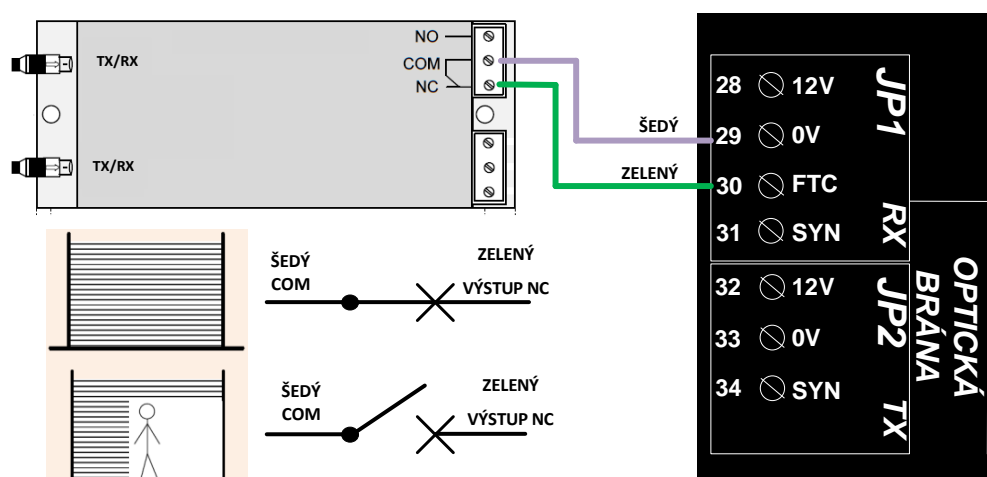 NO
TX/RX
COM
NC
TX/RX
ŠEDÝ
ZELENÝ
28 12V
29 0V
30 FTC
31 SYN
JP1
RX
32 12V
33 0V
34 SYN
JP2
TX
OPTICKÁ
BRÁNA
ŠEDÝ
COM
ZELENÝ
VÝSTUP NC
ŠEDÝ
COM
ZELENÝ
VÝSTUP NC